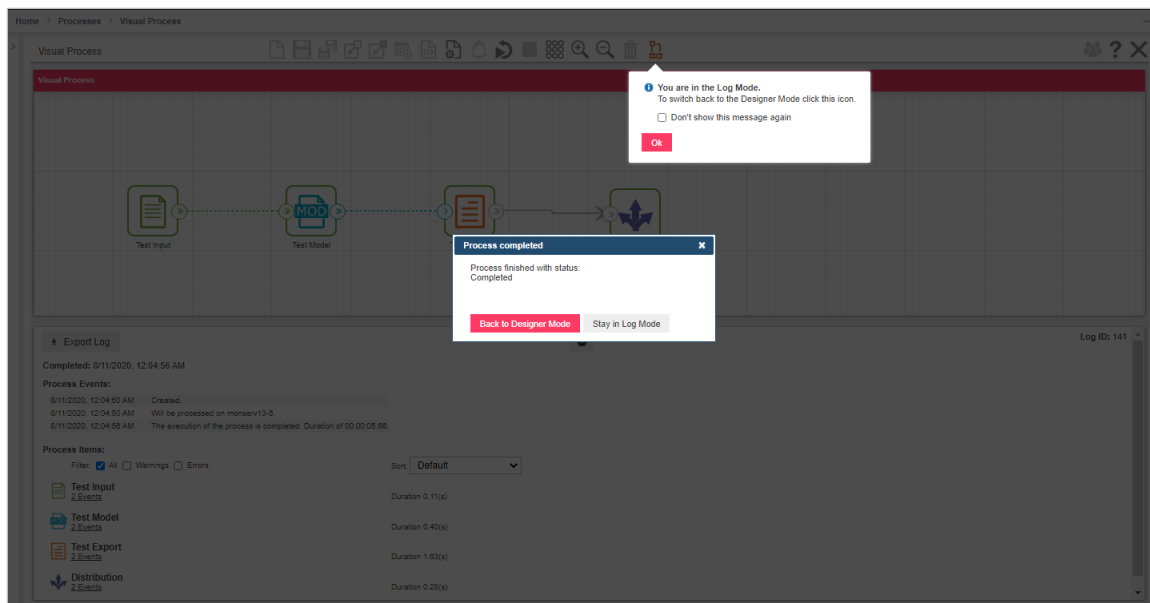 Home > Processes > Visual Process
Visual Process
Visual Process
You are in the Log Mode.
To switch back to the Designer Mode click this icon.
Don't show this message again
Ok
MOD
Test Input
Test Model
Process completed
Process finished with status:
Completed
Back to Designer Mode
Stay in Log Mode
Export Log
Log ID: 141
Completed: 8/11/2020, 12:04:56 AM
Process Events:
8/11/2020, 12:04:50 AM Created.
8/11/2020, 12:04:50 AM Will be processed on monserv13-5.
8/11/2020, 12:04:56 AM The execution of the process is completed. Duration of 00:00:05.66.
Process Items:
Filter: All Warnings Errors
Sort: Default
Test Input
2 Events
Duration 0.11(s)
Test Model
2 Events
Duration 0.40(s)
Test Export
2 Events
Duration 1.63(s)
Distribution
2 Events
Duration 0.28(s)